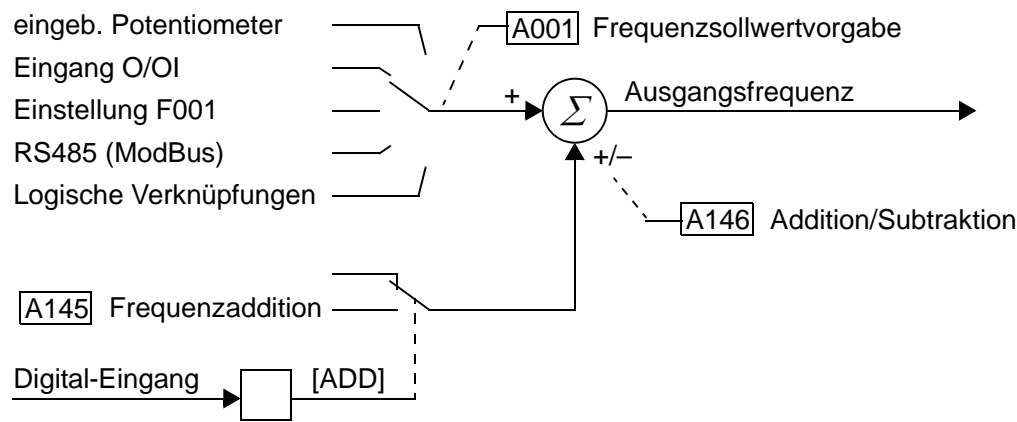 eingeb. Potentiometer
A001 Frequenzsollwertvorgabe
Eingang O/OI
Einstellung F001
+
Σ
Ausgangsfrequenz
RS485 (ModBus)
+/–
Logische Verknüpfungen
A146 Addition/Subtraktion
A145 Frequenzaddition
Digital-Eingang
[ADD]